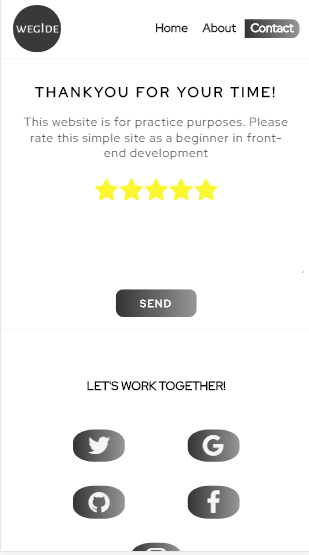 WEGIDE
Home About Contact
THANKYOU FOR YOUR TIME!
This website is for practice purposes. Please
rate this simple site as a beginner in front-
end development
SEND
LET'S WORK TOGETHER!